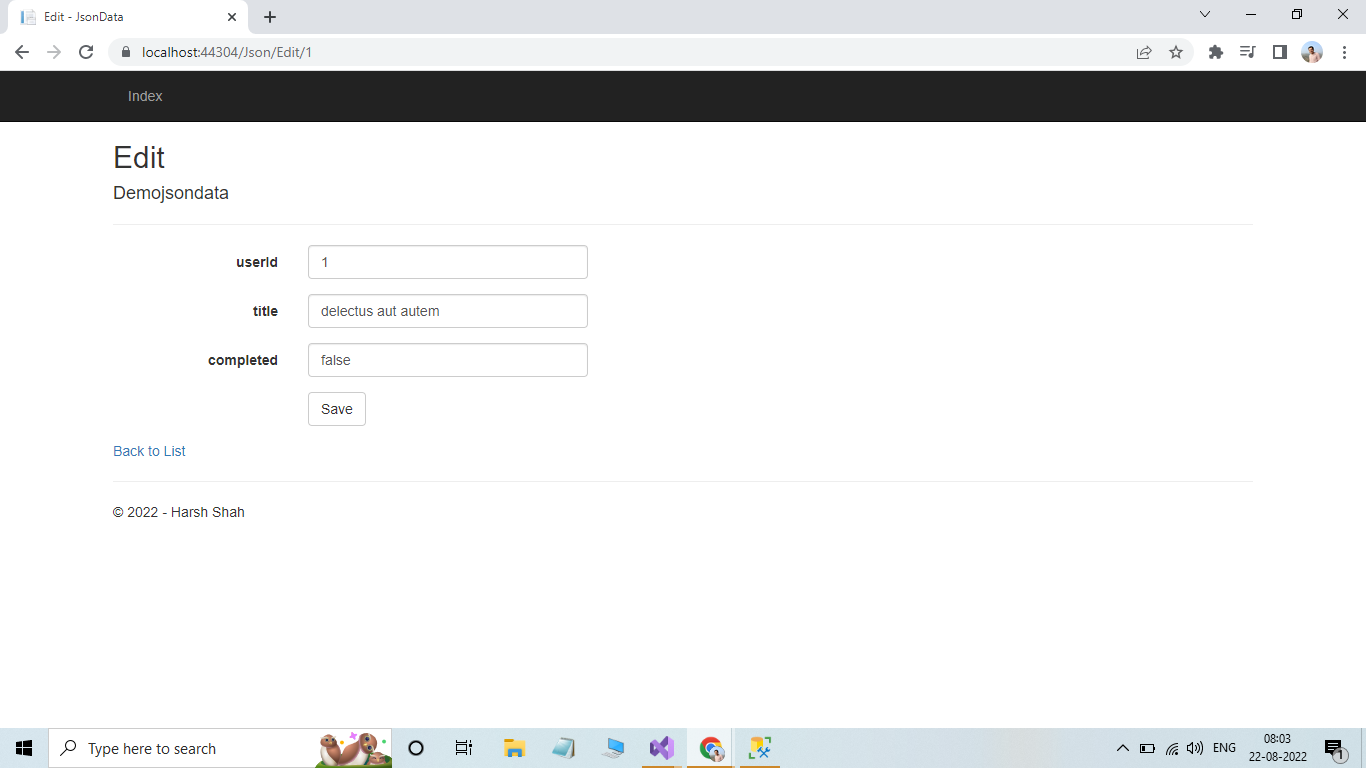 Edit - JsonData
localhost:44304/Json/Edit/1
Index
Edit
Demojsondata
userId 1
title delectus aut autem
completed false
Save
Back to List
© 2022 - Harsh Shah
Type here to search
ENG
08:03
22-08-2022
1